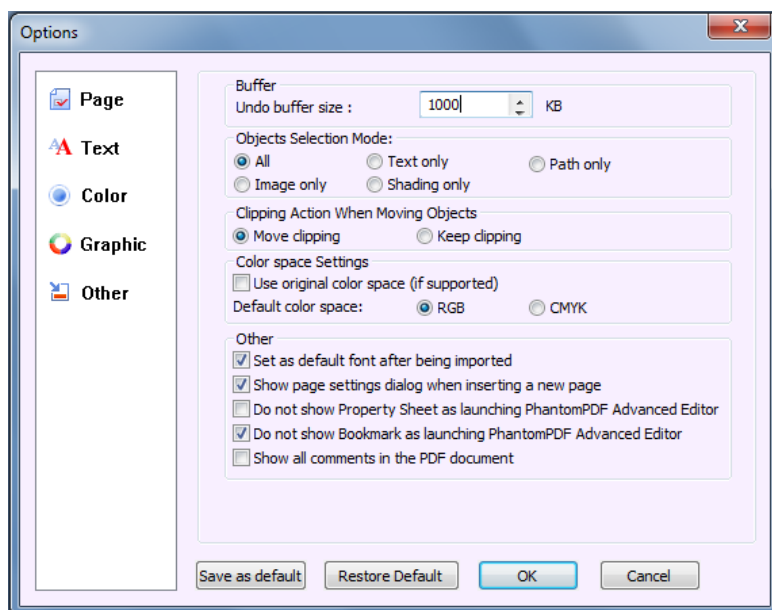 Options
Page
Text
Color
Graphic
Other
Buffer
Undo buffer size : 1000 KB
Objects Selection Mode:
All Text only Path only
Image only Shading only
Clipping Action When Moving Objects
Move clipping Keep clipping
Color space Settings
Use original color space (if supported)
Default color space: RGB CMYK
Other
Set as default font after being imported
Show page settings dialog when inserting a new page
Do not show Property Sheet as launching PhantomPDF Advanced Editor
Do not show Bookmark as launching PhantomPDF Advanced Editor
Show all comments in the PDF document
Save as default Restore Default OK Cancel